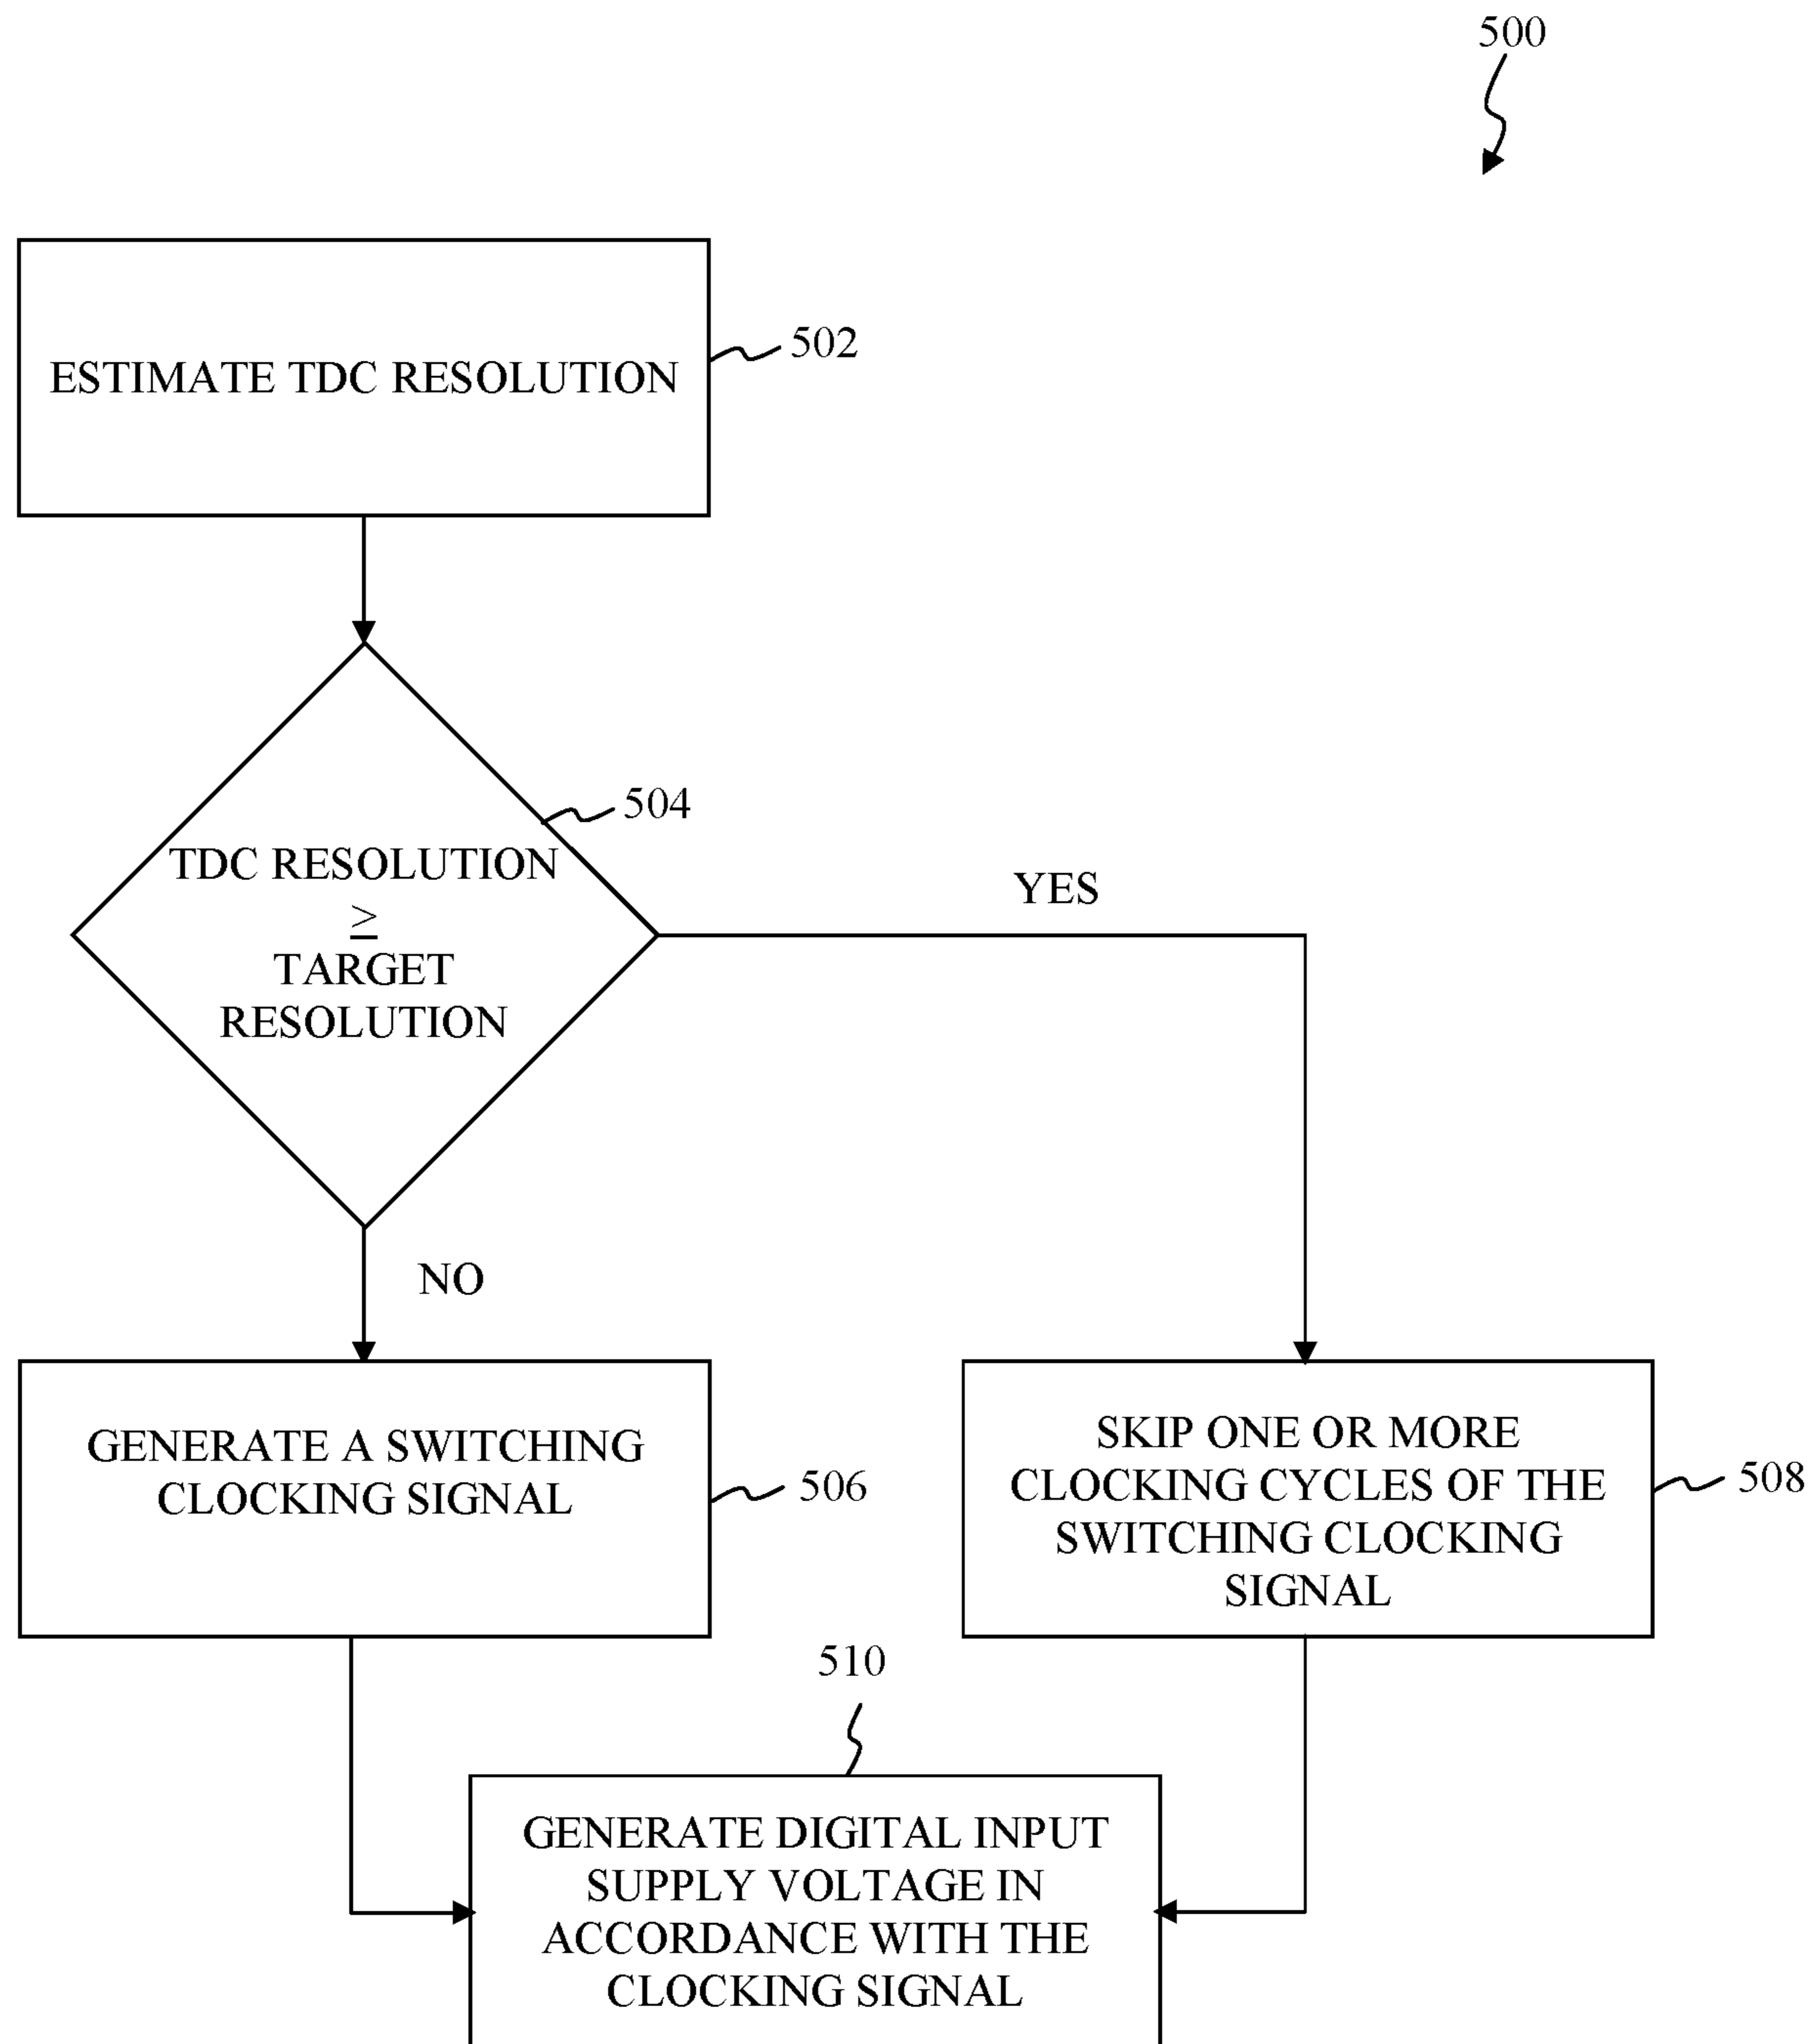 500
ESTIMATE TDC RESOLUTION
502
504
TDC RESOLUTION
≥
TARGET
RESOLUTION
YES
NO
GENERATE A SWITCHING
CLOCKING SIGNAL
506
SKIP ONE OR MORE
CLOCKING CYCLES OF THE
SWITCHING CLOCKING
SIGNAL
508
510
GENERATE DIGITAL INPUT
SUPPLY VOLTAGE IN
ACCORDANCE WITH THE
CLOCKING SIGNAL